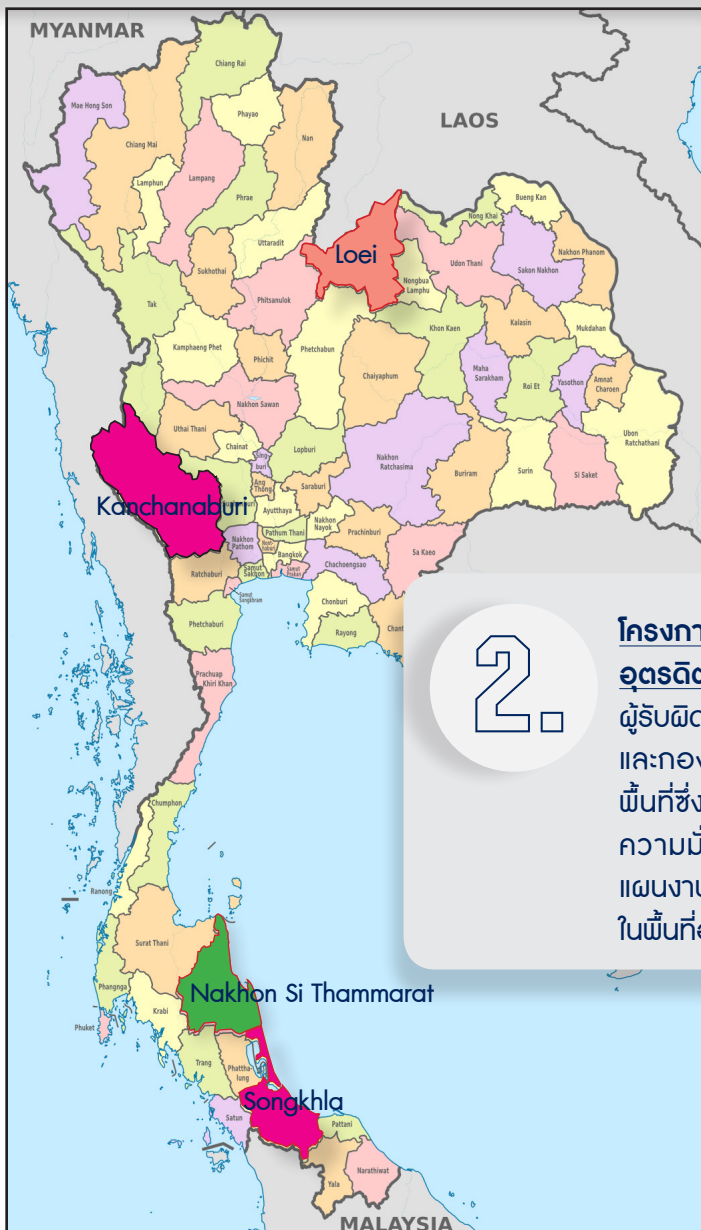 MYANMAR
Chiang Rai
Mae Hong Son
Phayao
LAOS
Nan
Chiang Mai
Lampang
Lamphun
Phrae
Bueng Kan
Nong Khai
Uttaradit
Loei
Udon Thani
Nakhon Phanom
Sakon Nakhon
Sukhothai
Nongbua
Lamphu
Tak
Phitsanulok
Kalasin
Mukdahan
Khon Kaen
Kamphaeng Phet
Phetchabun
Phichit
Chaiyaphum
Maha
Sarakham
Roi Et
Yasothon
Amnat
Charoen
Nakhon Sawan
Uthai Thani
Ubon
Ratchathani
Chainat
Lopburi
Sing-
buri
Nakhon
Ratchasima
Buriram
Surin
Si Saket
Ang
Thong
Saraburi
Kanchanaburi
Ayutthaya
Nakhon
Nayok
Prachinburi
Pathum Thani
Nakhon
Pathom
Bangkok
Sa Kaeo
Samut
Sakhon
Chachoengsao
Ratchaburi
Samut
Songkhram
Chonburi
Phetchaburi
Rayong
Chant
2.
โครงกา
อุตรดิต
ผู้รับผิด
และกอง
พื้นที่ซึ่ง
ความมั่
แผนงาน
ในพื้นที่
Prachuap
Khiri Khan
Chumphon
Ranong
Surat Thani
Phangnga
Nakhon Si Thammarat
Krabi
Phuket
Trang
Phattha-
lung
Songkhla
Satun
Pattani
Yala
Narathiwat
MALAYSIA